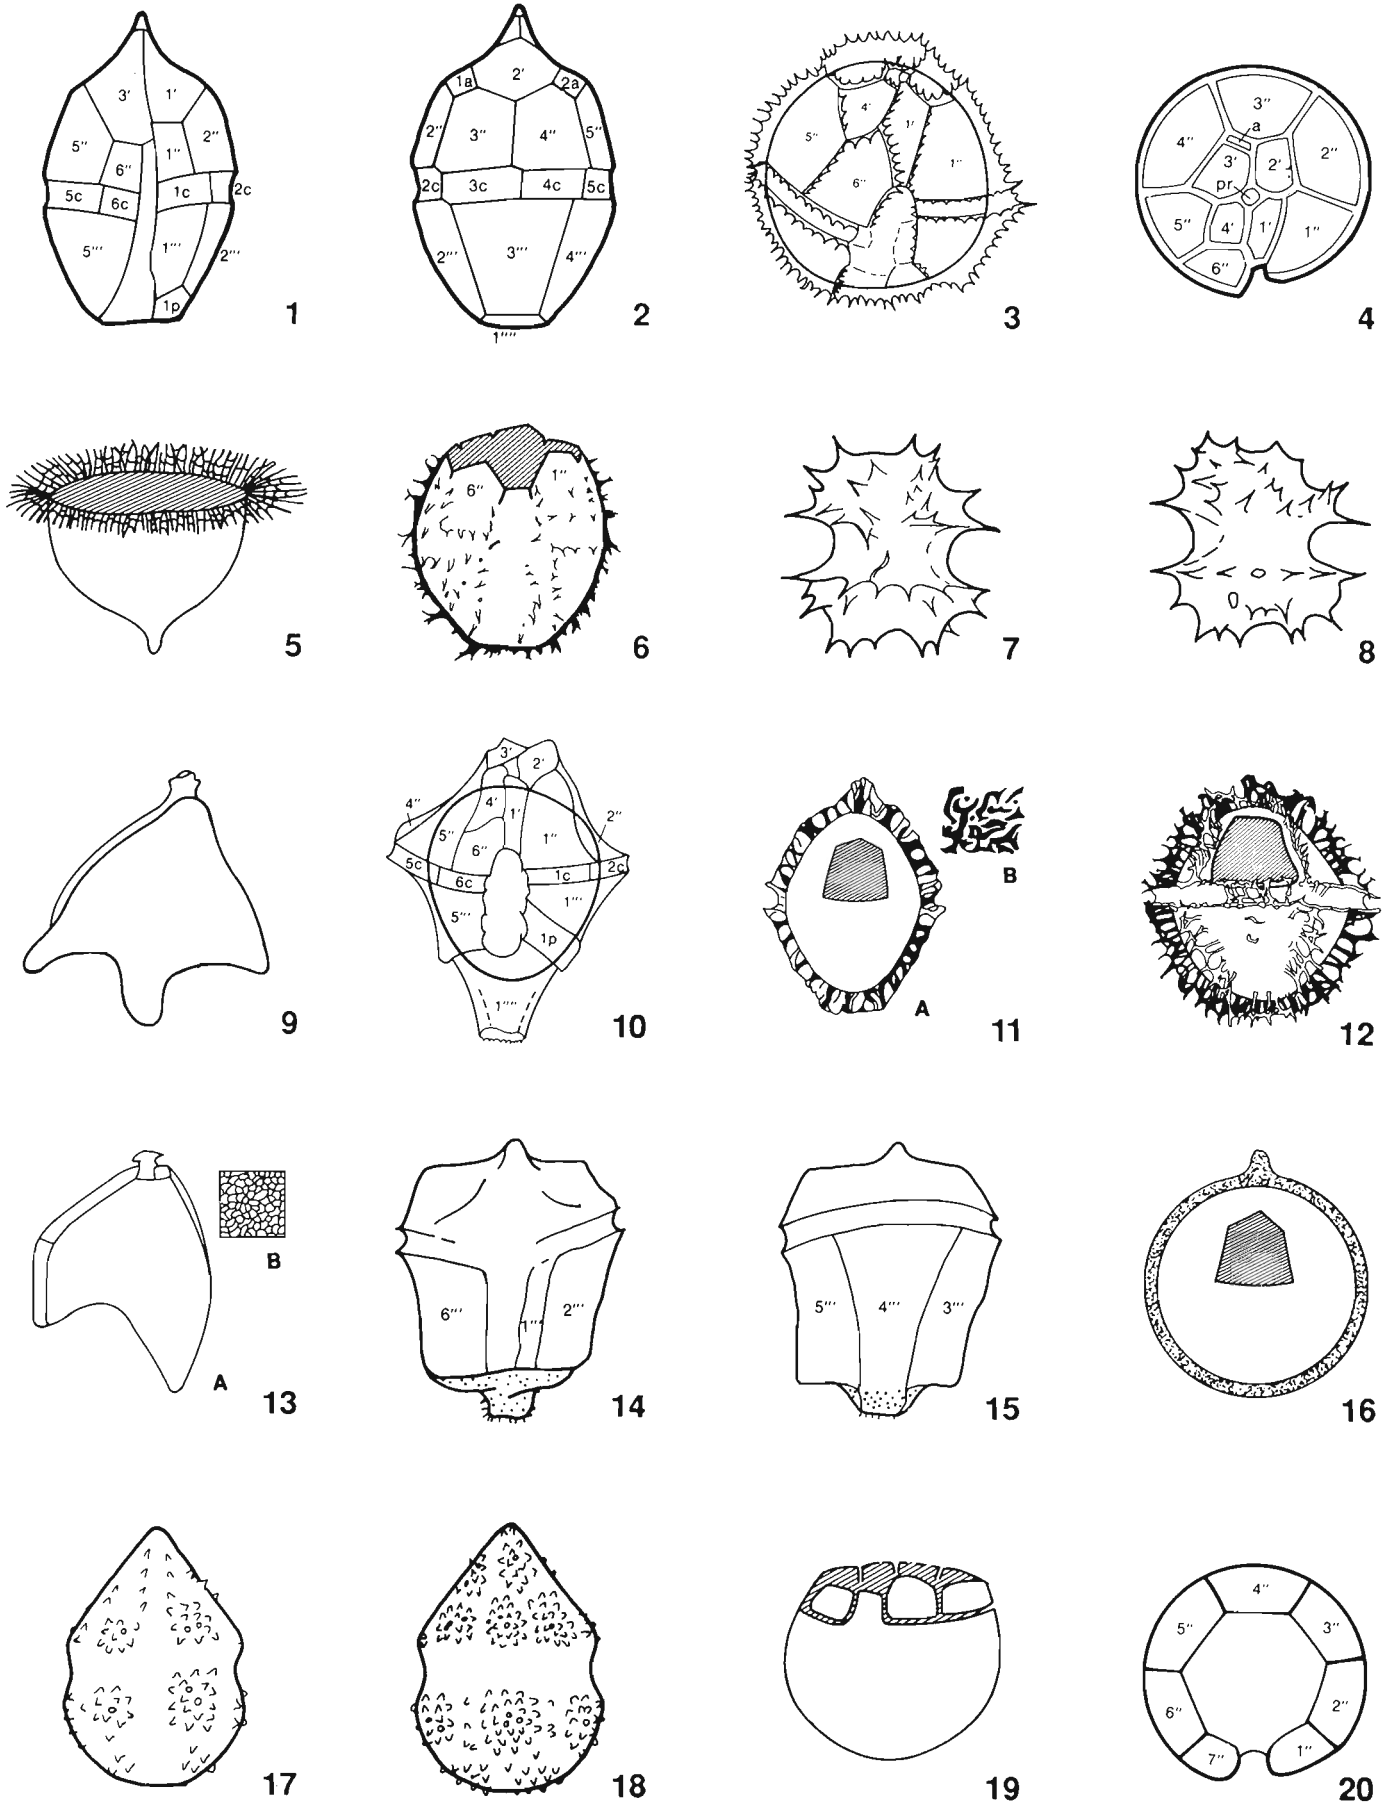 3′ 1′
5″ 6″ 1″ 2″
5c 6c 1c 2c
5‴ 1‴ 2‴
1p
1
1a 2′ 2a
2″ 3″ 4″ 5″
2c 3c 4c 5c
2‴ 3‴ 4‴
1⁗
2
4′ 1′
5″ 6″ 1″
3
3″
a
4″ 3′ 2′ 2″
pr
5″ 4′ 1′ 1″
6″
4
5
6″ 1″
6
7
8
9
3′ 2′
4″ 4′ 1′ 2″
5″ 6″ 1″
5c 6c 1c 2c
5‴ 1‴
1p
1⁗
10
B
A
11
12
B
A
13
6‴ 1‴ 2‴
14
5‴ 4‴ 3‴
15
16
17
18
19
4″
5″ 3″
6″ 2″
7″ 1″
20